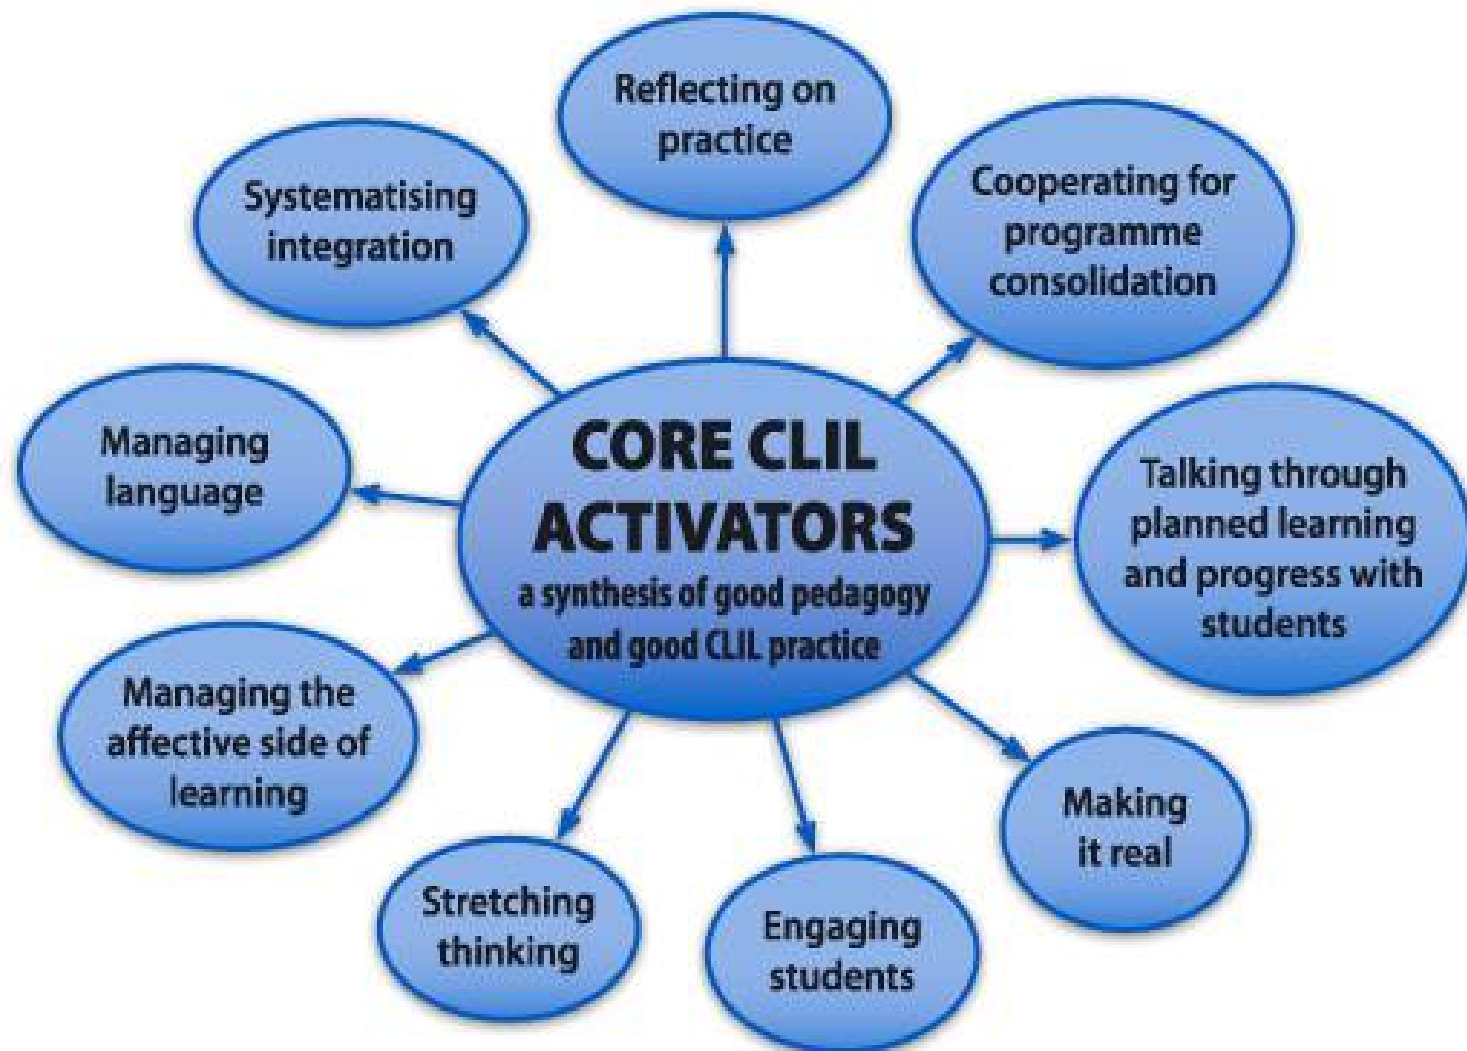 CORE CLIL
ACTIVATORS
a synthesis of good pedagogy
and good CLIL practice
Reflecting on
practice
Cooperating for
programme
consolidation
Talking through
planned learning
and progress with
students
Making
it real
Engaging
students
Stretching
thinking
Managing the
affective side of
learning
Managing
language
Systematising
integration